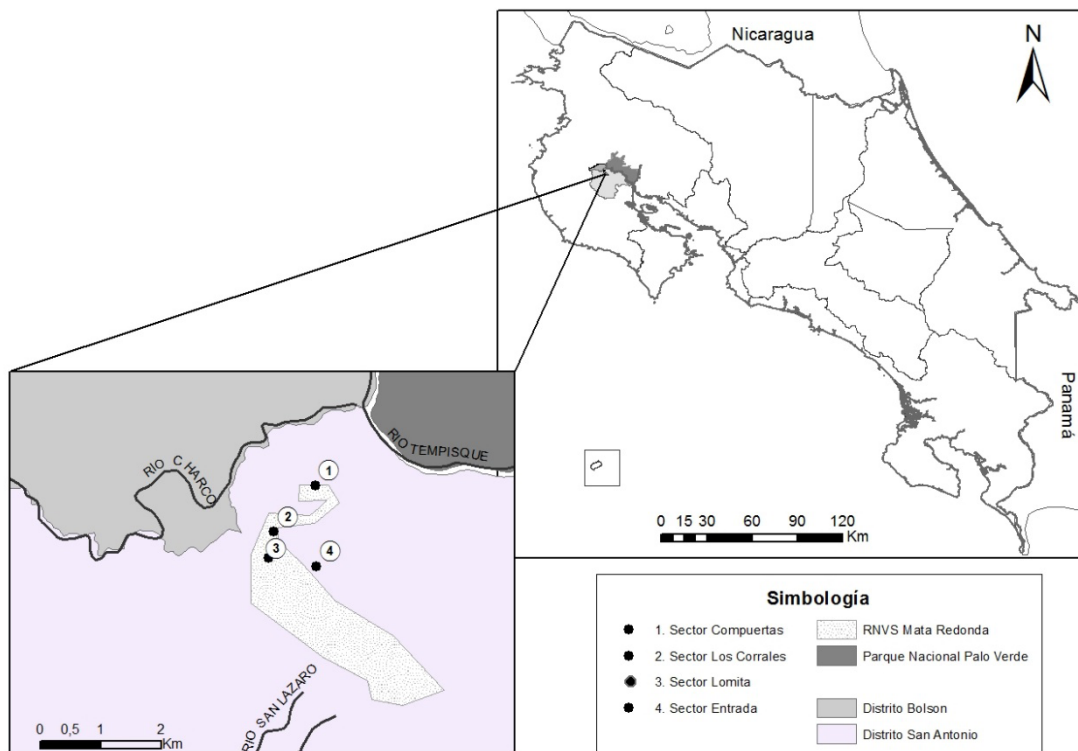 Nicaragua
N
Panamá
0 15 30 60 90 120
Km
RIO CHARCO
RIO TEMPISQUE
1
2
3
4
RIO SAN LAZARO
0 0,5 1 2
Km
Simbología
1. Sector Compuertas
2. Sector Los Corrales
3. Sector Lomita
4. Sector Entrada
RNVS Mata Redonda
Parque Nacional Palo Verde
Distrito Bolson
Distrito San Antonio